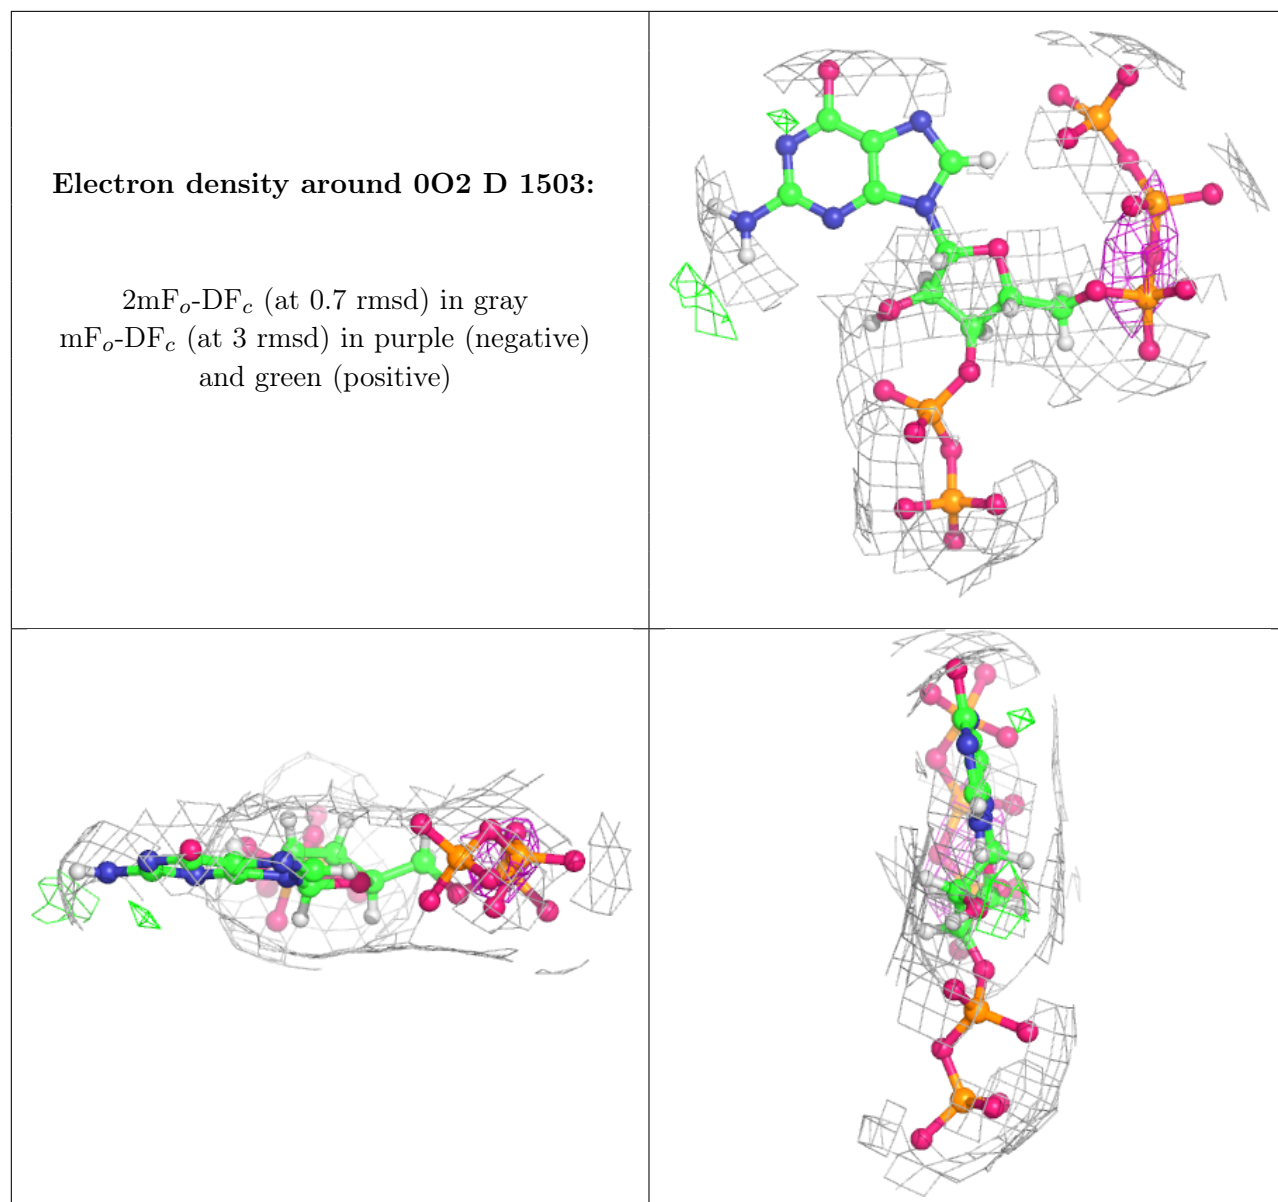 Electron density around 0O2 D 1503:
2mFo-DFc (at 0.7 rmsd) in gray
mFo-DFc (at 3 rmsd) in purple (negative)
and green (positive)